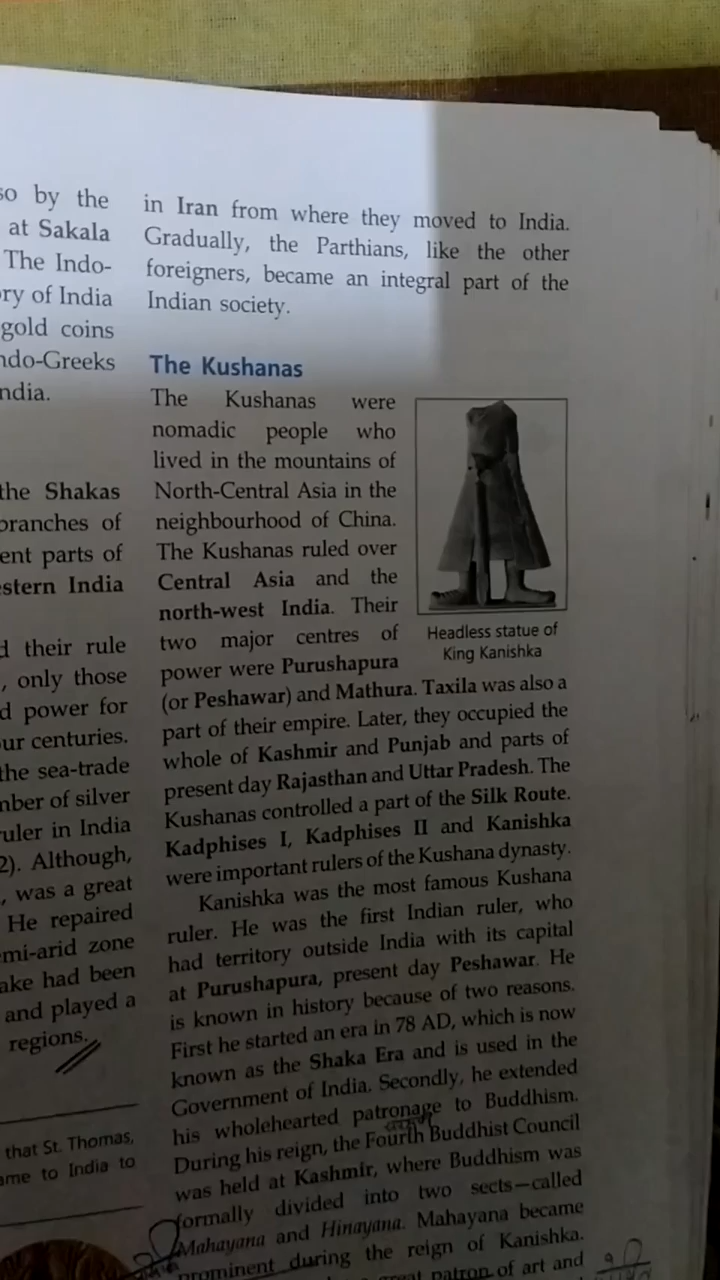 so by the
at Sakala
The Indo-
ory of India
gold coins
ndo-Greeks
ndia.
the Shakas
branches of
ent parts of
stern India
d their rule
, only those
d power for
ur centuries.
the sea-trade
mber of silver
ruler in India
2). Although,
, was a great
He repaired
mi-arid zone
ake had been
and played a
regions.
that St. Thomas,
ame to India to
in Iran from where they moved to India.
Gradually, the Parthians, like the other
foreigners, became an integral part of the
Indian society.
The Kushanas
The Kushanas were
nomadic people who
lived in the mountains of
North-Central Asia in the
neighbourhood of China.
The Kushanas ruled over
Central Asia and the
north-west India. Their
two major centres of
power were Purushapura
Headless statue of
King Kanishka
(or Peshawar) and Mathura. Taxila was also a
part of their empire. Later, they occupied the
whole of Kashmir and Punjab and parts of
present day Rajasthan and Uttar Pradesh. The
Kushanas controlled a part of the Silk Route.
Kadphises I, Kadphises II and Kanishka
were important rulers of the Kushana dynasty.
Kanishka was the most famous Kushana
ruler. He was the first Indian ruler, who
had territory outside India with its capital
at Purushapura, present day Peshawar. He
is known in history because of two reasons.
First he started an era in 78 AD, which is now
known as the Shaka Era and is used in the
Government of India. Secondly, he extended
his wholehearted patronage to Buddhism.
During his reign, the Fourth Buddhist Council
was held at Kashmir, where Buddhism was
formally divided into two sects—called
Mahayana and Hinayana. Mahayana became
prominent during the reign of Kanishka.
great patron of art and